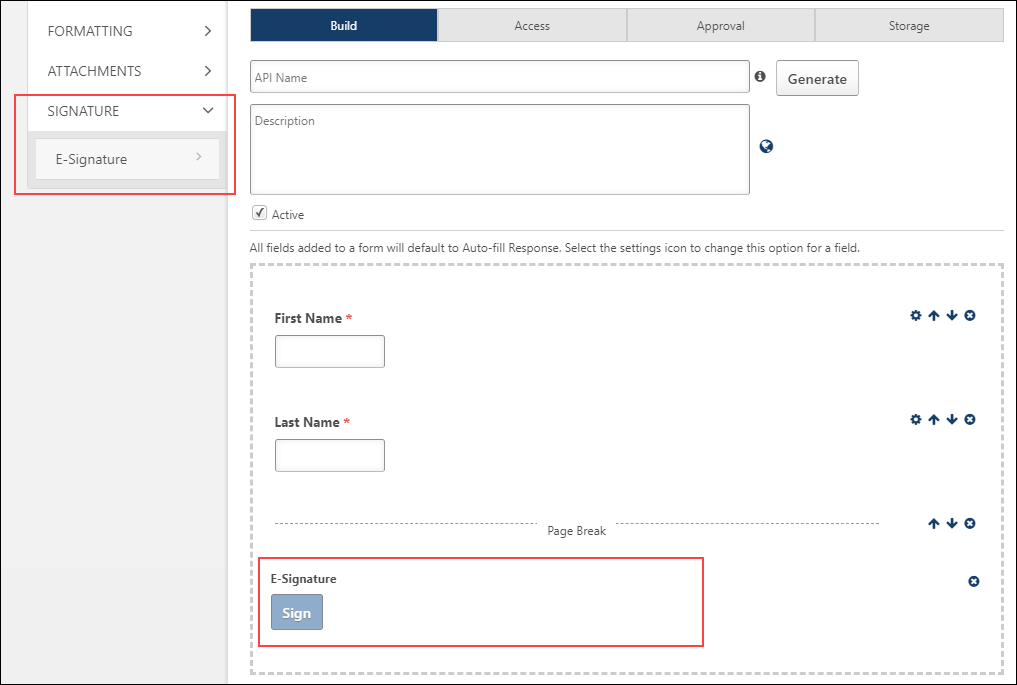 FORMATTING
ATTACHMENTS
SIGNATURE
E-Signature
Build Access Approval Storage
API Name Generate
Description
Active
All fields added to a form will default to Auto-fill Response. Select the settings icon to change this option for a field.
First Name *
Last Name *
Page Break
E-Signature
Sign